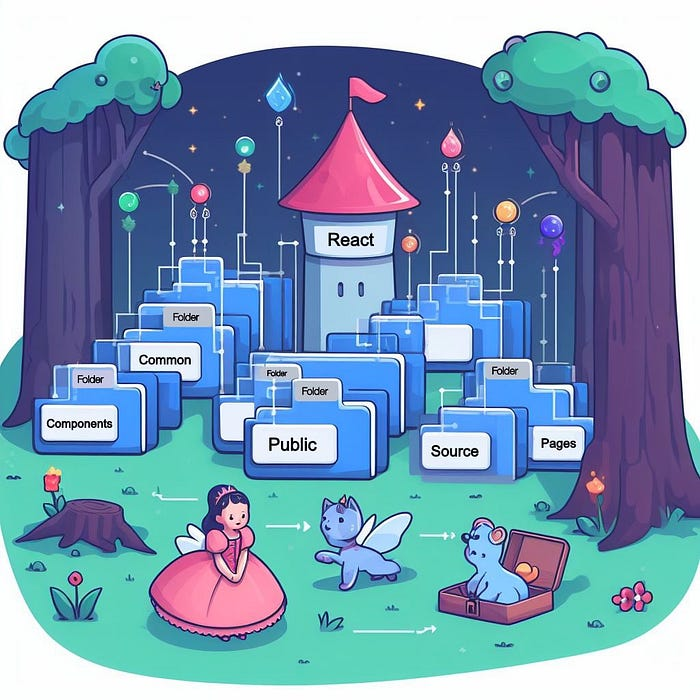 React
Folder
Common
Folder
Components
Folder
Folder
Public
Folder
Source
Pages